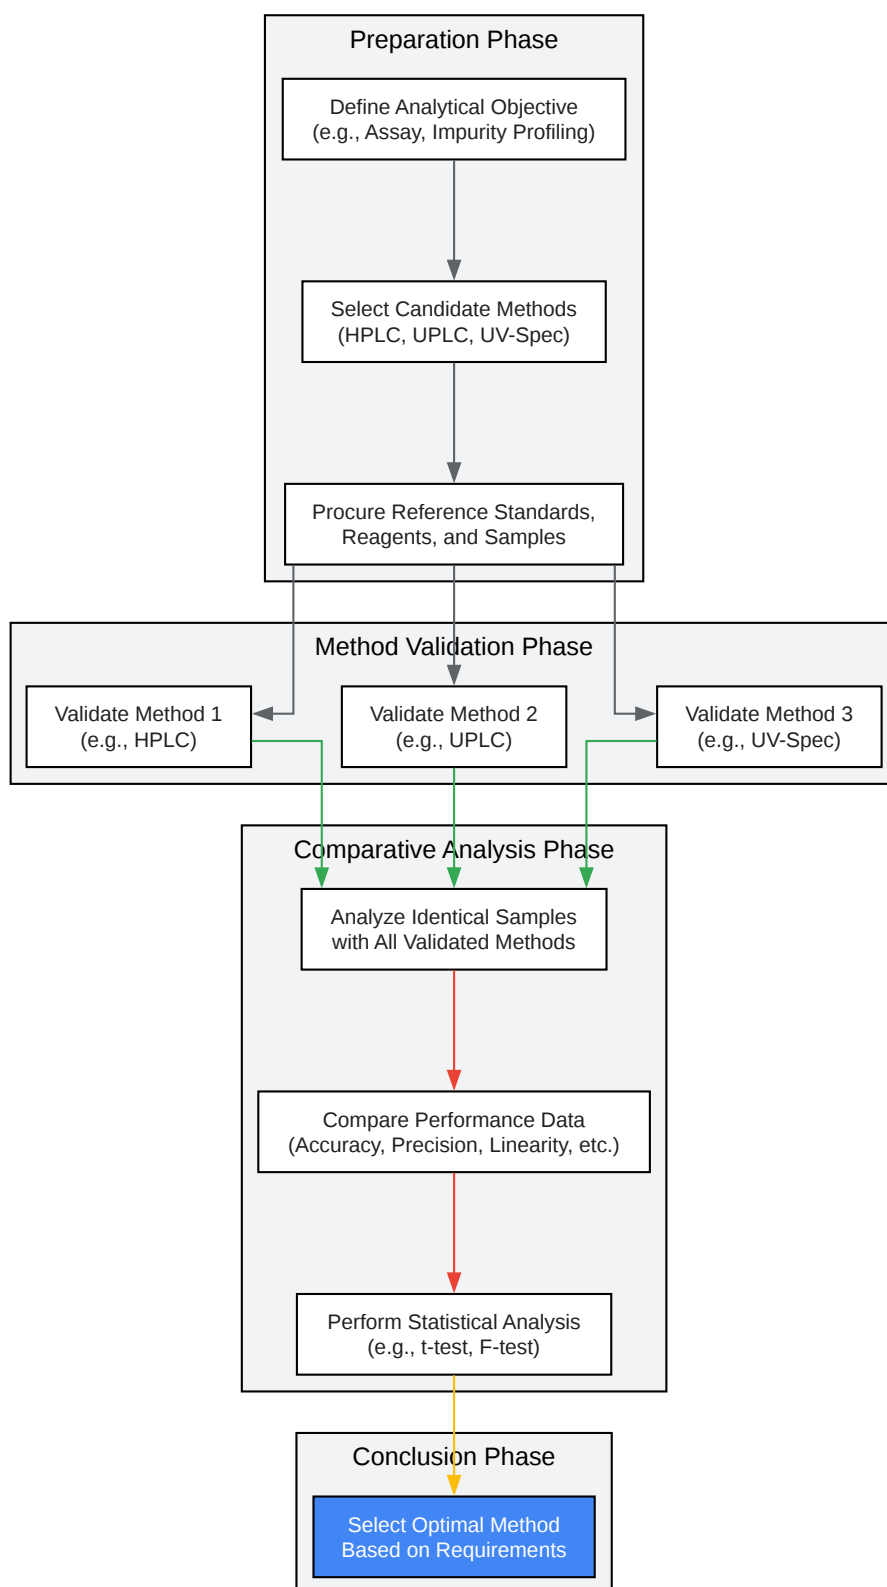 Preparation Phase
Define Analytical Objective
(e.g., Assay, Impurity Profiling)
Select Candidate Methods
(HPLC, UPLC, UV-Spec)
Procure Reference Standards,
Reagents, and Samples
Method Validation Phase
Validate Method 1
(e.g., HPLC)
Validate Method 2
(e.g., UPLC)
Validate Method 3
(e.g., UV-Spec)
Comparative Analysis Phase
Analyze Identical Samples
with All Validated Methods
Compare Performance Data
(Accuracy, Precision, Linearity, etc.)
Perform Statistical Analysis
(e.g., t-test, F-test)
Conclusion Phase
Select Optimal Method
Based on Requirements